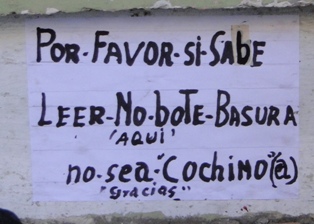 POR-FAVOR-Si-SAbE
LEER-NO-boTE-BASURA
'AQUI'
no-sea-"COCHINO"(a)
"gracias"